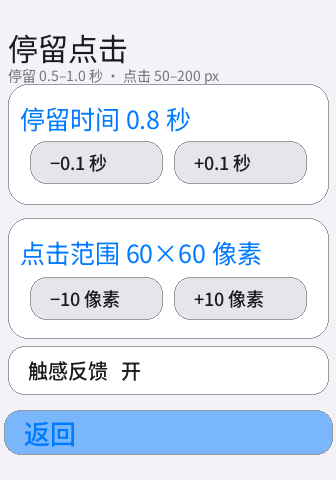 停留点击
停留 0.5–1.0 秒 · 点击 50–200 px
停留时间 0.8 秒
−0.1 秒
+0.1 秒
点击范围 60×60 像素
−10 像素
+10 像素
触感反馈 开
返回